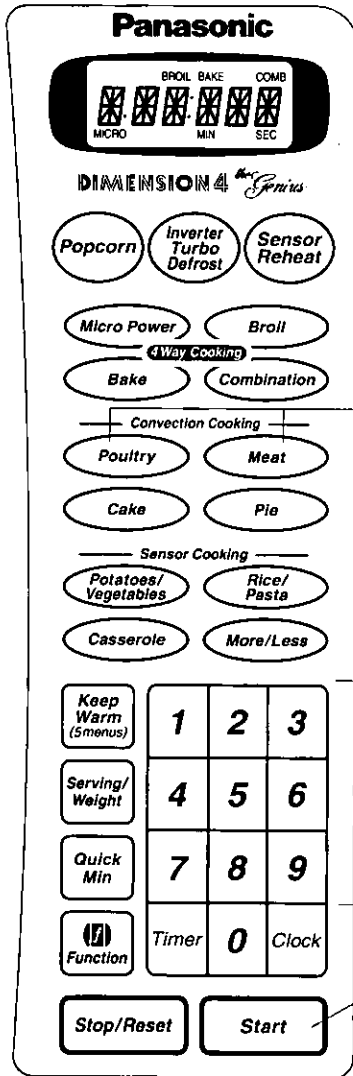 Panasonic
BROIL BAKE COMB
MICRO MIN SEC
DIMENSION 4 the Genius
Popcorn
Inverter
Turbo
Defrost
Sensor
Reheat
Micro Power
Broil
4 Way Cooking
Bake
Combination
Convection Cooking
Poultry
Meat
Cake
Pie
Sensor Cooking
Potatoes/
Vegetables
Rice/
Pasta
Casserole
More/Less
Keep
Warm
(5menus)
1 2 3
Serving/
Weight
4 5 6
Quick
Min
7 8 9
Function
Timer 0 Clock
Stop/Reset
Start